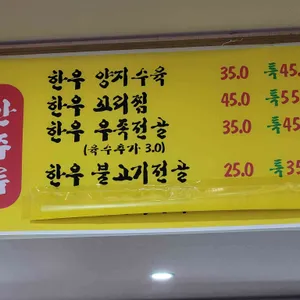 한우 양지수육 35.0 특45.
한우 꼬리찜 45.0 특55
한우 우족전골 35.0 특45
(육수추가 3.0)
한우 불고기전골 25.0 특35